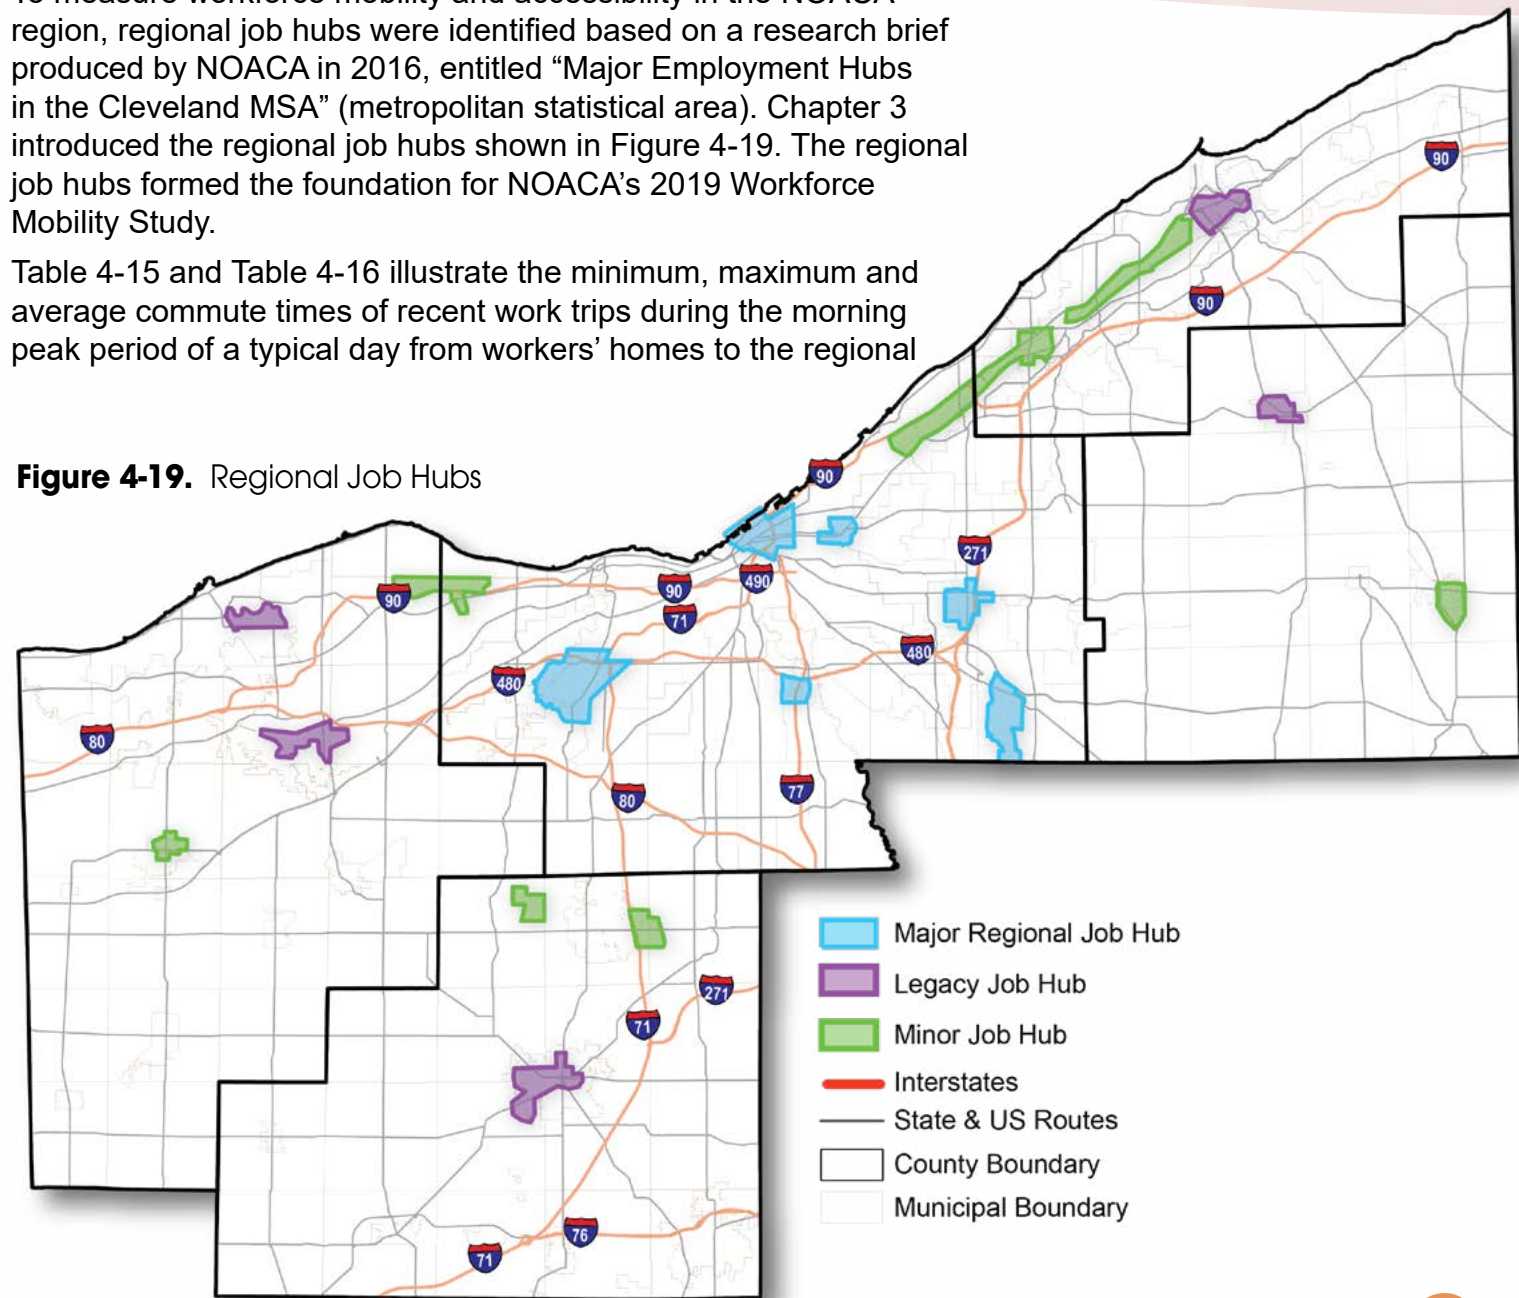 region, regional job hubs were identified based on a research brief
produced by NOACA in 2016, entitled “Major Employment Hubs
in the Cleveland MSA” (metropolitan statistical area). Chapter 3
introduced the regional job hubs shown in Figure 4-19. The regional
job hubs formed the foundation for NOACA’s 2019 Workforce
Mobility Study.
Table 4-15 and Table 4-16 illustrate the minimum, maximum and
average commute times of recent work trips during the morning
peak period of a typical day from workers’ homes to the regional
Figure 4-19. Regional Job Hubs
90
90
90
271
490
90
90
71
480
480
80
80
77
271
71
76
71
Major Regional Job Hub
Legacy Job Hub
Minor Job Hub
Interstates
State & US Routes
County Boundary
Municipal Boundary